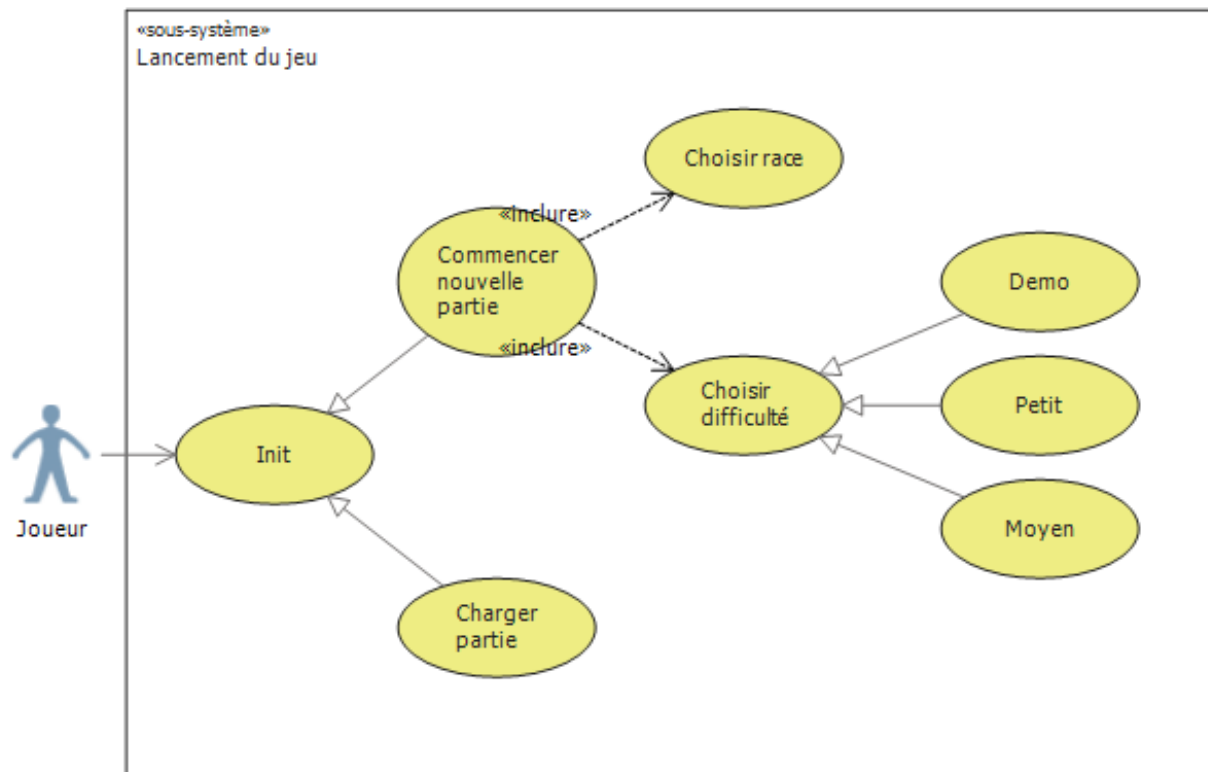 «sous-système»
Lancement du jeu
Choisir race
«inclure»
Commencer
nouvelle
partie
Demo
«inclure»
Choisir
difficulté
Petit
Init
Joueur
Moyen
Charger
partie